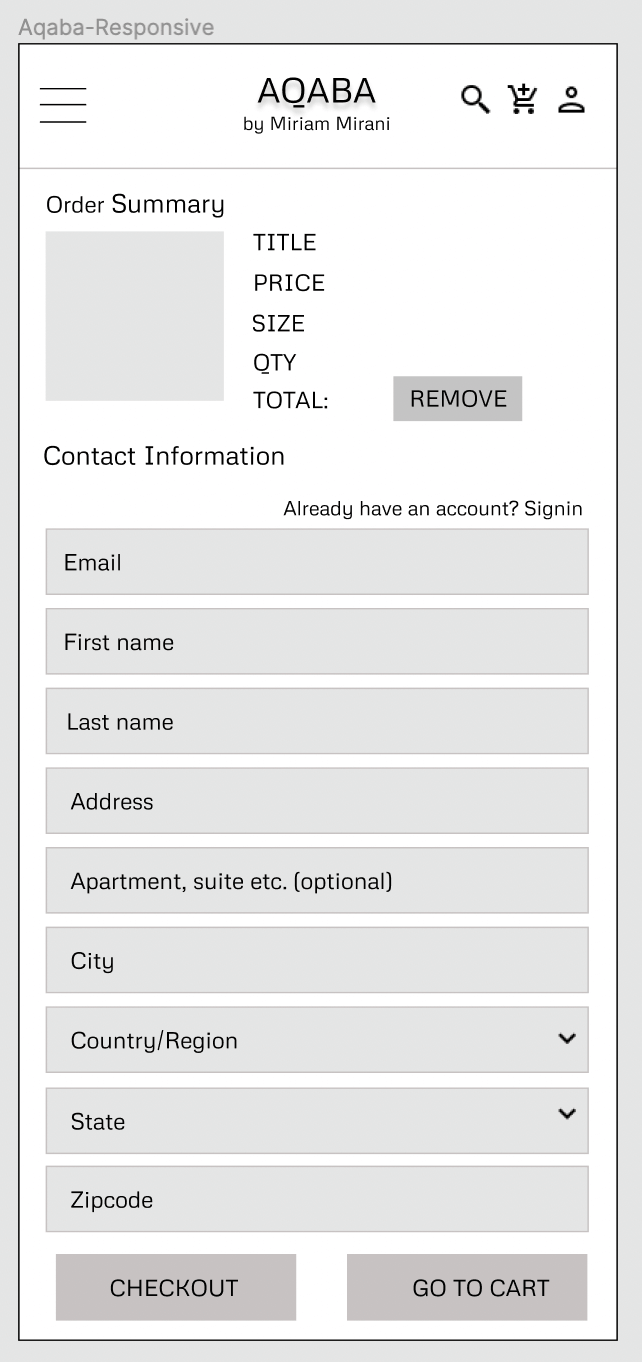 Aqaba-Responsive
AQABA
by Miriam Mirani
Order Summary
TITLE
PRICE
SIZE
QTY
TOTAL:
REMOVE
Contact Information
Already have an account? Signin
Email
First name
Last name
Address
Apartment, suite etc. (optional)
City
Country/Region
State
Zipcode
CHECKOUT
GO TO CART